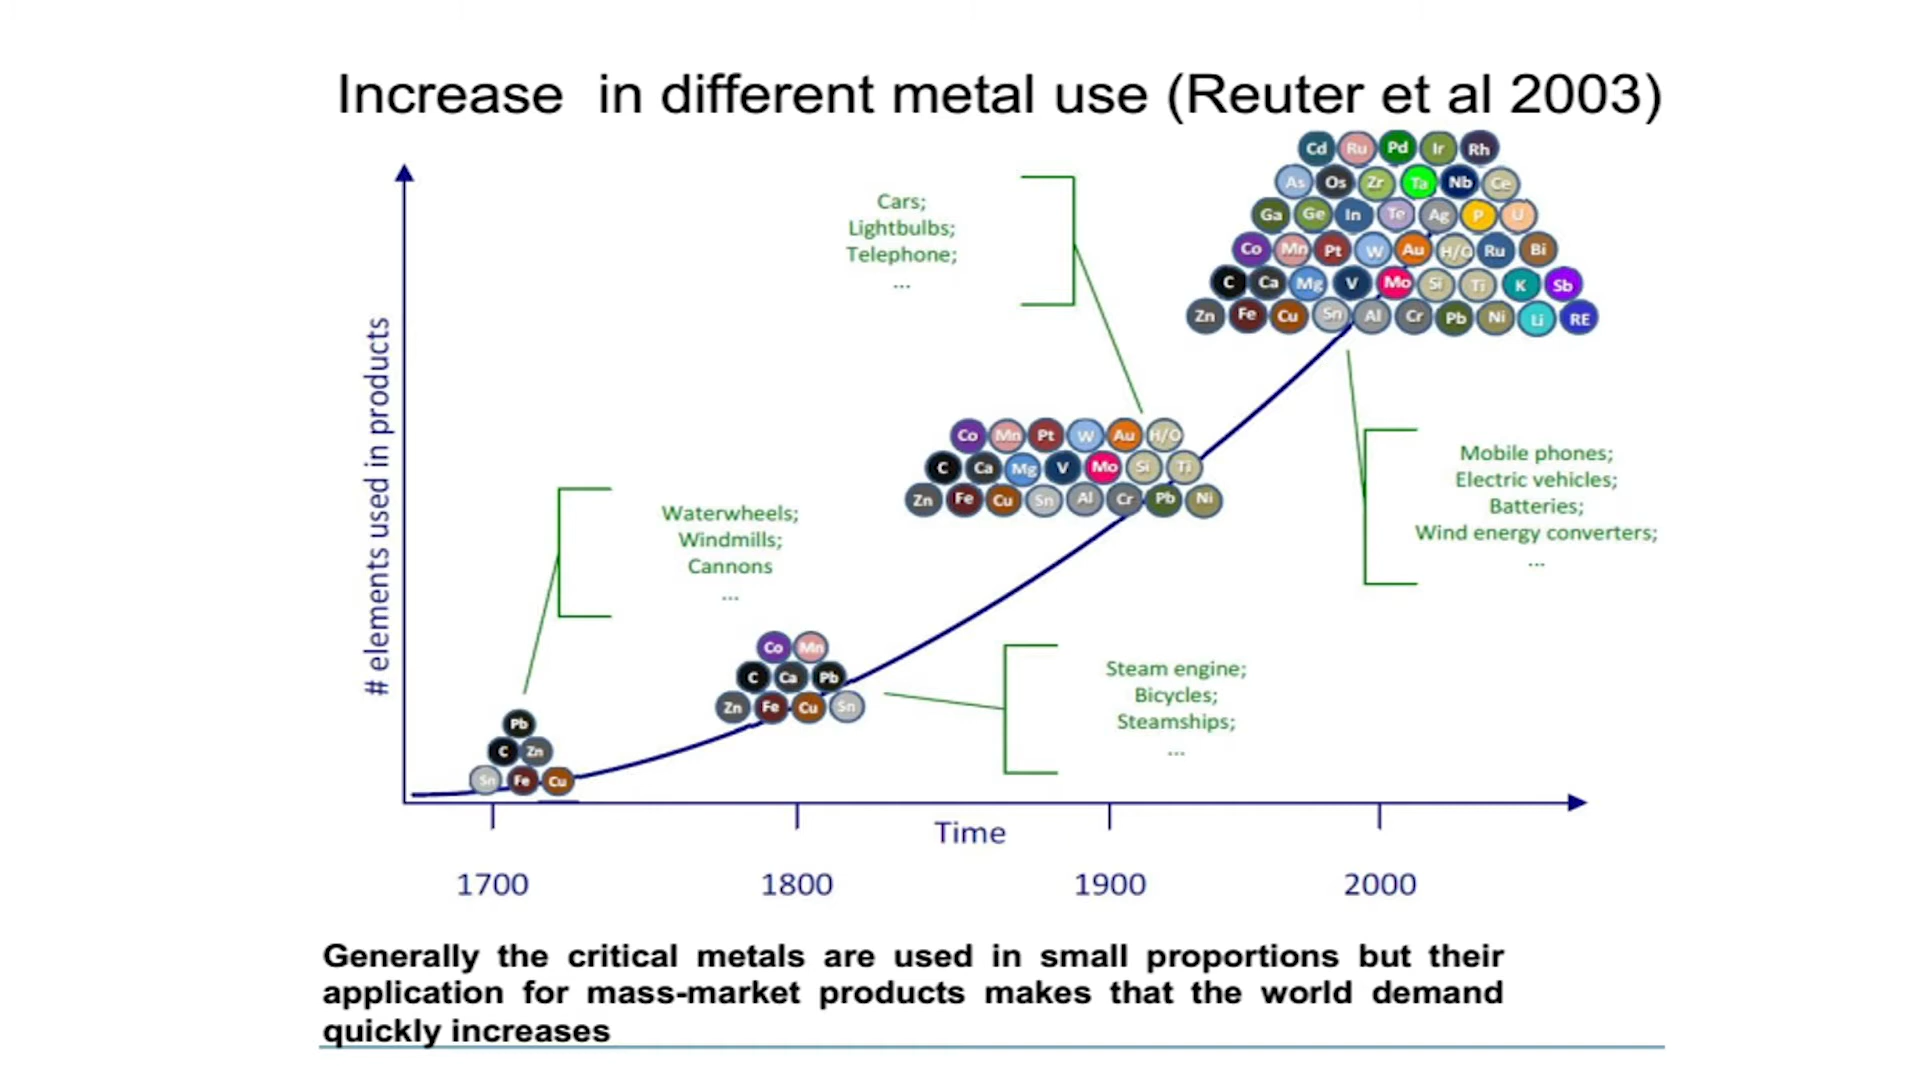 Increase in different metal use (Reuter et al 2003)
# elements used in products
Cd Ru Pd Ir Rh
As Os Zr Ta Nb Ce
Ga Ge In Te Ag P U
Co Mn Pt W Au H/O Ru Bi
C Ca Mg V Mo Si Ti K Sb
Zn Fe Cu Sn Al Cr Pb Ni Li RE
Cars;
Lightbulbs;
Telephone;
...
Co Mn Pt W Au H/O
C Ca Mg V Mo Si Ti
Zn Fe Cu Sn Al Cr Pb Ni
Mobile phones;
Electric vehicles;
Batteries;
Wind energy converters;
...
Waterwheels;
Windmills;
Cannons
...
Co Mn
C Ca Pb
Zn Fe Cu Sn
Steam engine;
Bicycles;
Steamships;
...
Pb
C Zn
Sn Fe Cu
Time
1700 1800 1900 2000
Generally the critical metals are used in small proportions but their
application for mass-market products makes that the world demand
quickly increases